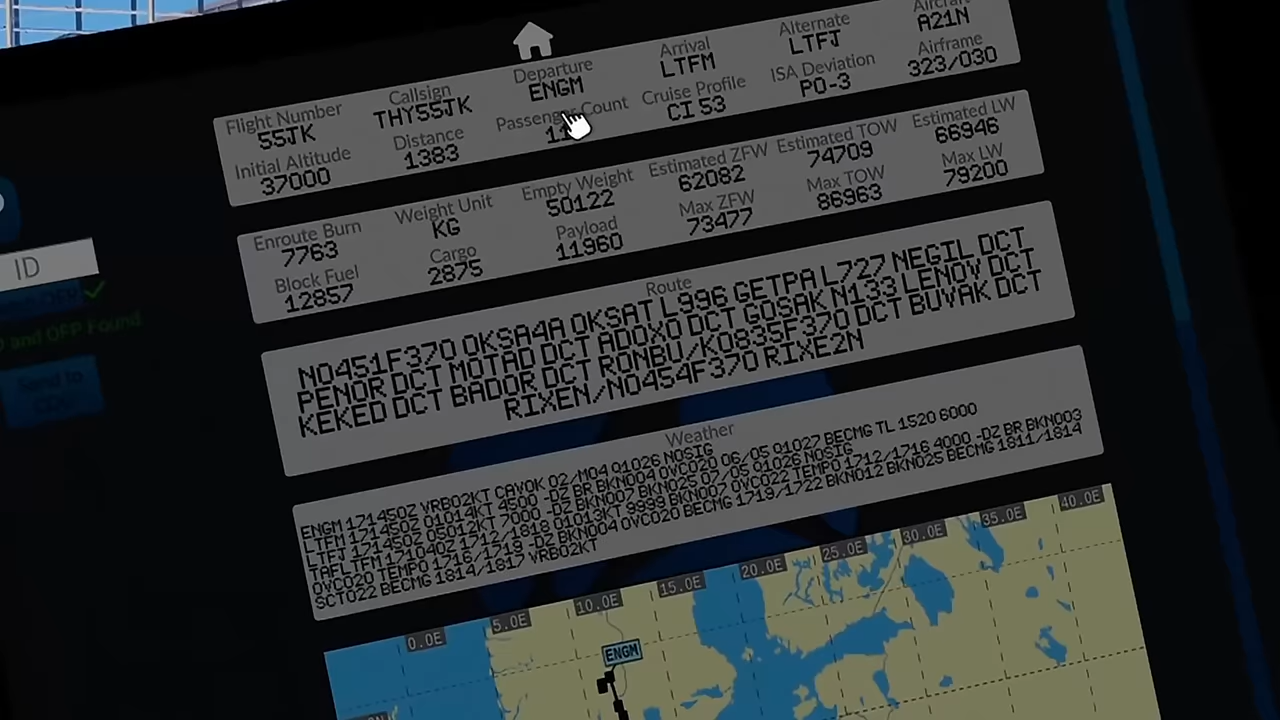 Flight Number Callsign Departure Arrival Alternate Aircraft
55JK THY55JK ENGM LTFM LTFJ A21N
Initial Altitude Distance Passenger Count Cruise Profile ISA Deviation Airframe
37000 1383 CI 53 P0-3 323/030
Enroute Burn Weight Unit Empty Weight Estimated ZFW Estimated TOW Estimated LW
7763 KG 50122 62082 74709 66946
Block Fuel Cargo Payload Max ZFW Max TOW Max LW
12857 2875 11960 73477 86963 79200
ID
and OFP Found
Send to
Route
N0451F370 OKSA4A OKSAT L996 GETPA L727 NEGIL DCT
PENOR DCT MOTAD DCT ADOXO DCT GOSAK N133 LENOV DCT
KEKED DCT BADOR DCT RONBU/K0835F370 DCT BUVAK DCT
RIXEN/N0454F370 RIXE2N
Weather
ENGM 171450Z VRB02KT CAVOK 02/M04 Q1026 NOSIG
LTFM 171450Z 01014KT 4500 -DZ BR BKN004 OVC020 06/05 Q1027 BECMG TL 1520 6000
LTFJ 171450Z 05012KT 7000 -DZ BKN007 BKN025 07/05 Q1026 NOSIG
TAFLTFM 171040Z 1712/1818 01013KT 9999 BKN007 OVC022 TEMPO 1712/1716 4000 -DZ BR BKN003
OVC020 TEMPO 1716/1719 -DZ BKN004 OVC020 BECMG 1719/1722 BKN012 BKN025 BECMG 1811/1814
SCT022 BECMG 1814/1817 VRB02KT
0.0E 5.0E 10.0E 15.0E 20.0E 25.0E 30.0E 35.0E 40.0E
ENGM